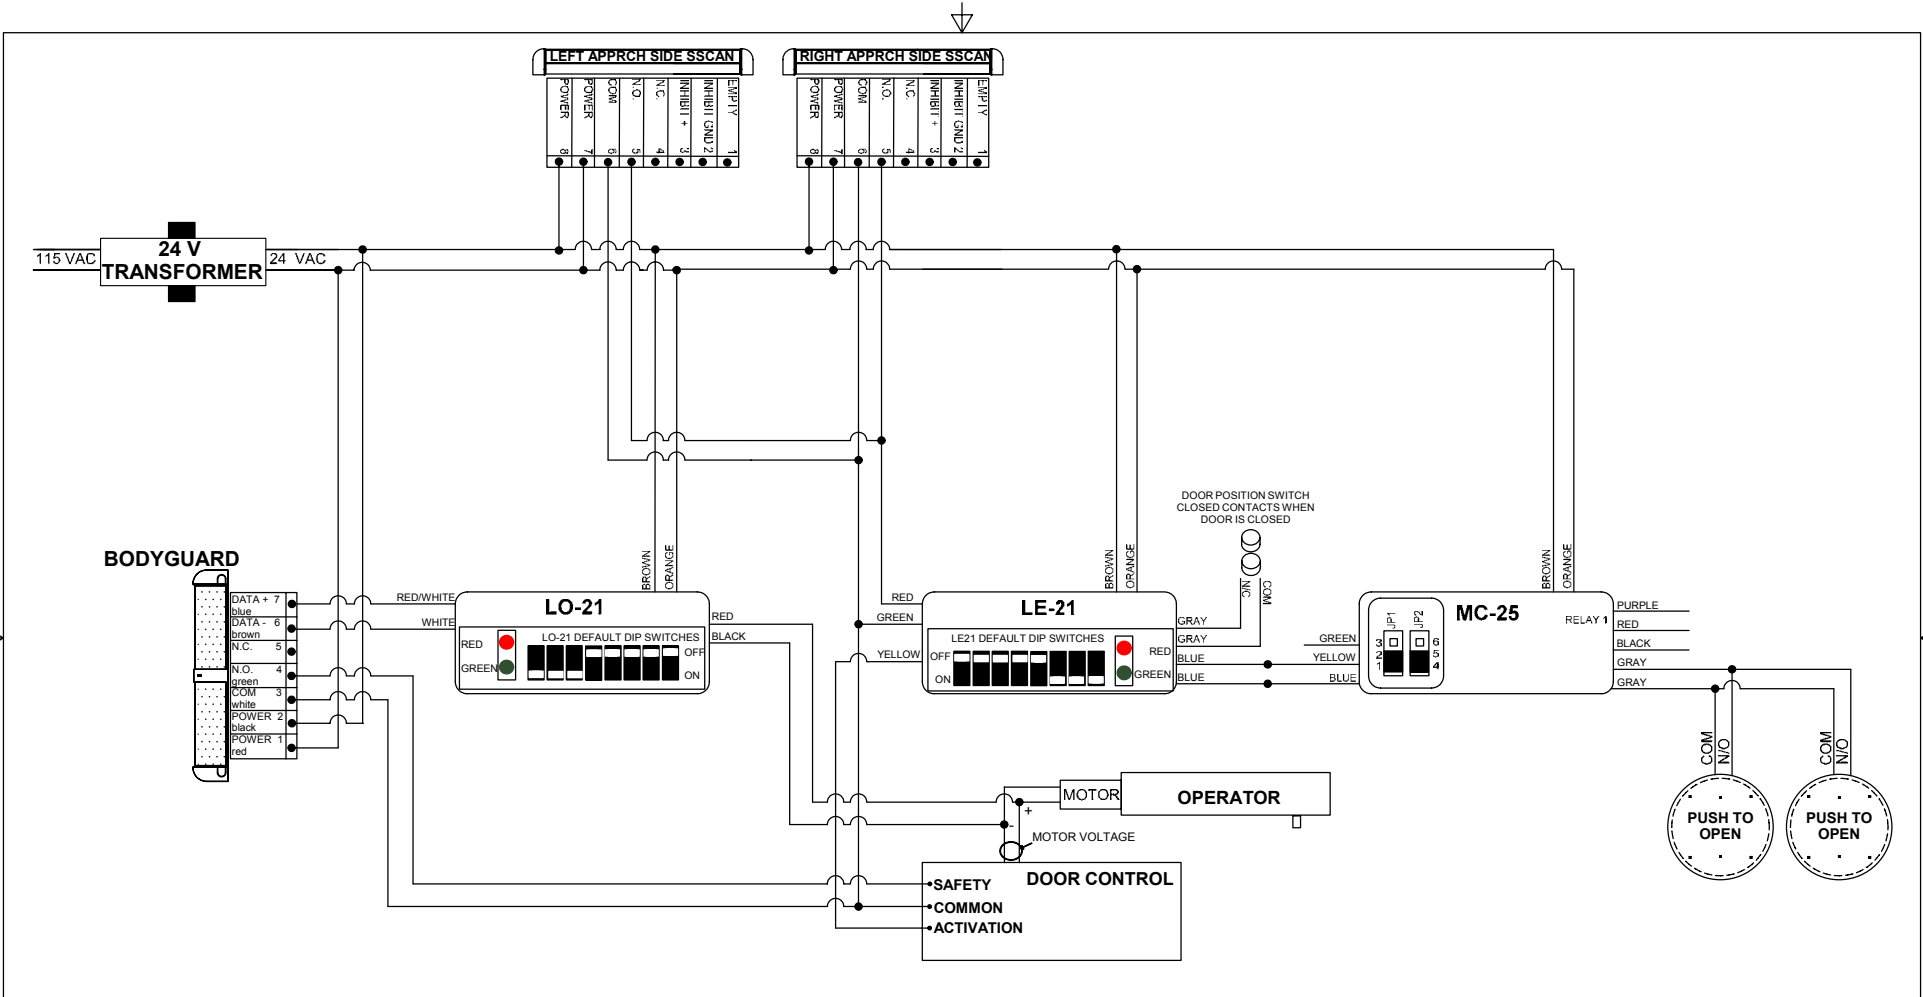 LEFT APPRCH SIDE SSCAN
POWER 8
POWER 7
COM 6
N.O. 5
N.C. 4
INHIBIT + 3
INHIBIT GND 2
EMPTY 1
RIGHT APPRCH SIDE SSCAN
POWER 8
POWER 7
COM 6
N.O. 5
N.C. 4
INHIBIT + 3
INHIBIT GND 2
EMPTY 1
115 VAC
24 V
TRANSFORMER
24 VAC
DOOR POSITION SWITCH
CLOSED CONTACTS WHEN
DOOR IS CLOSED
N/C
COM
BODYGUARD
DATA + 7
blue
DATA - 6
brown
N.C. 5
N.O. 4
green
COM 3
white
POWER 2
black
POWER 1
red
RED/WHITE
WHITE
BROWN
ORANGE
LO-21
LO-21 DEFAULT DIP SWITCHES
RED
GREEN
OFF
ON
RED
BLACK
RED
GREEN
YELLOW
BROWN
ORANGE
LE-21
LE21 DEFAULT DIP SWITCHES
OFF
ON
RED
GREEN
GRAY
GRAY
BLUE
BLUE
GREEN
YELLOW
BLUE
BROWN
ORANGE
MC-25
JP1
JP2
3
2
1
6
5
4
RELAY 1
PURPLE
RED
BLACK
GRAY
GRAY
COM
N/O
COM
N/O
PUSH TO
OPEN
PUSH TO
OPEN
MOTOR
OPERATOR
+
-
MOTOR VOLTAGE
DOOR CONTROL
SAFETY
COMMON
ACTIVATION